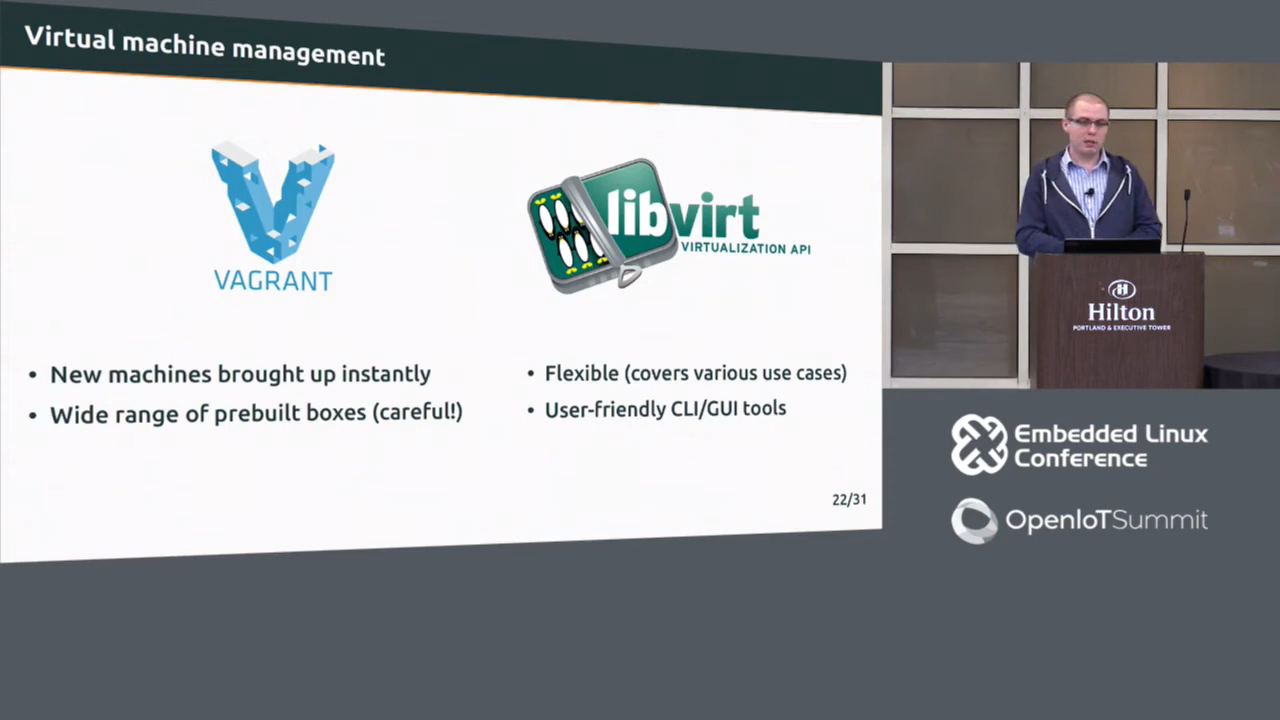 Virtual machine management
VAGRANT
libvirt
VIRTUALIZATION API
• New machines brought up instantly
• Wide range of prebuilt boxes (careful!)
• Flexible (covers various use cases)
• User-friendly CLI/GUI tools
22/31
Hilton
PORTLAND & EXECUTIVE TOWER
Embedded Linux
Conference
OpenIoTSummit